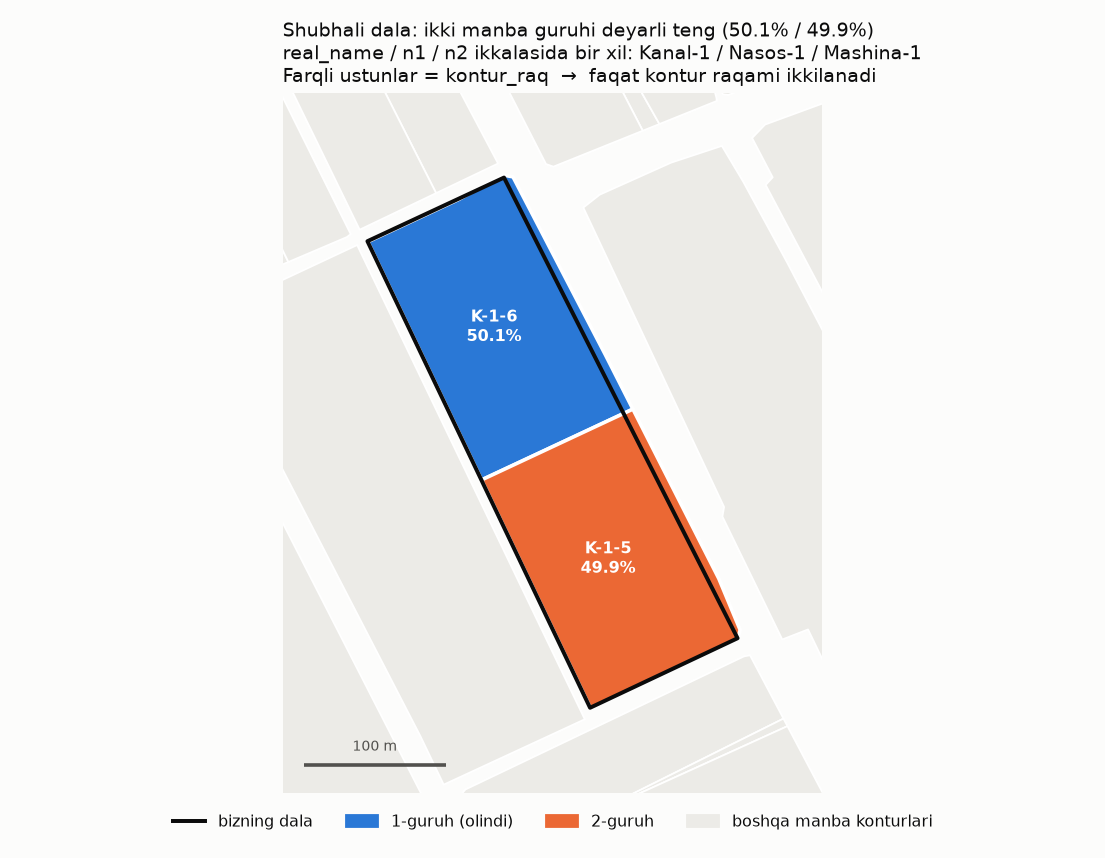 Shubhali dala: ikki manba guruhi deyarli teng (50.1% / 49.9%)
real_name / n1 / n2 ikkalasida bir xil: Kanal-1 / Nasos-1 / Mashina-1
Farqli ustunlar = kontur_raq → faqat kontur raqami ikkilanadi
K-1-6
50.1%
K-1-5
49.9%
100 m
bizning dala
1-guruh (olindi)
2-guruh
boshqa manba konturlari